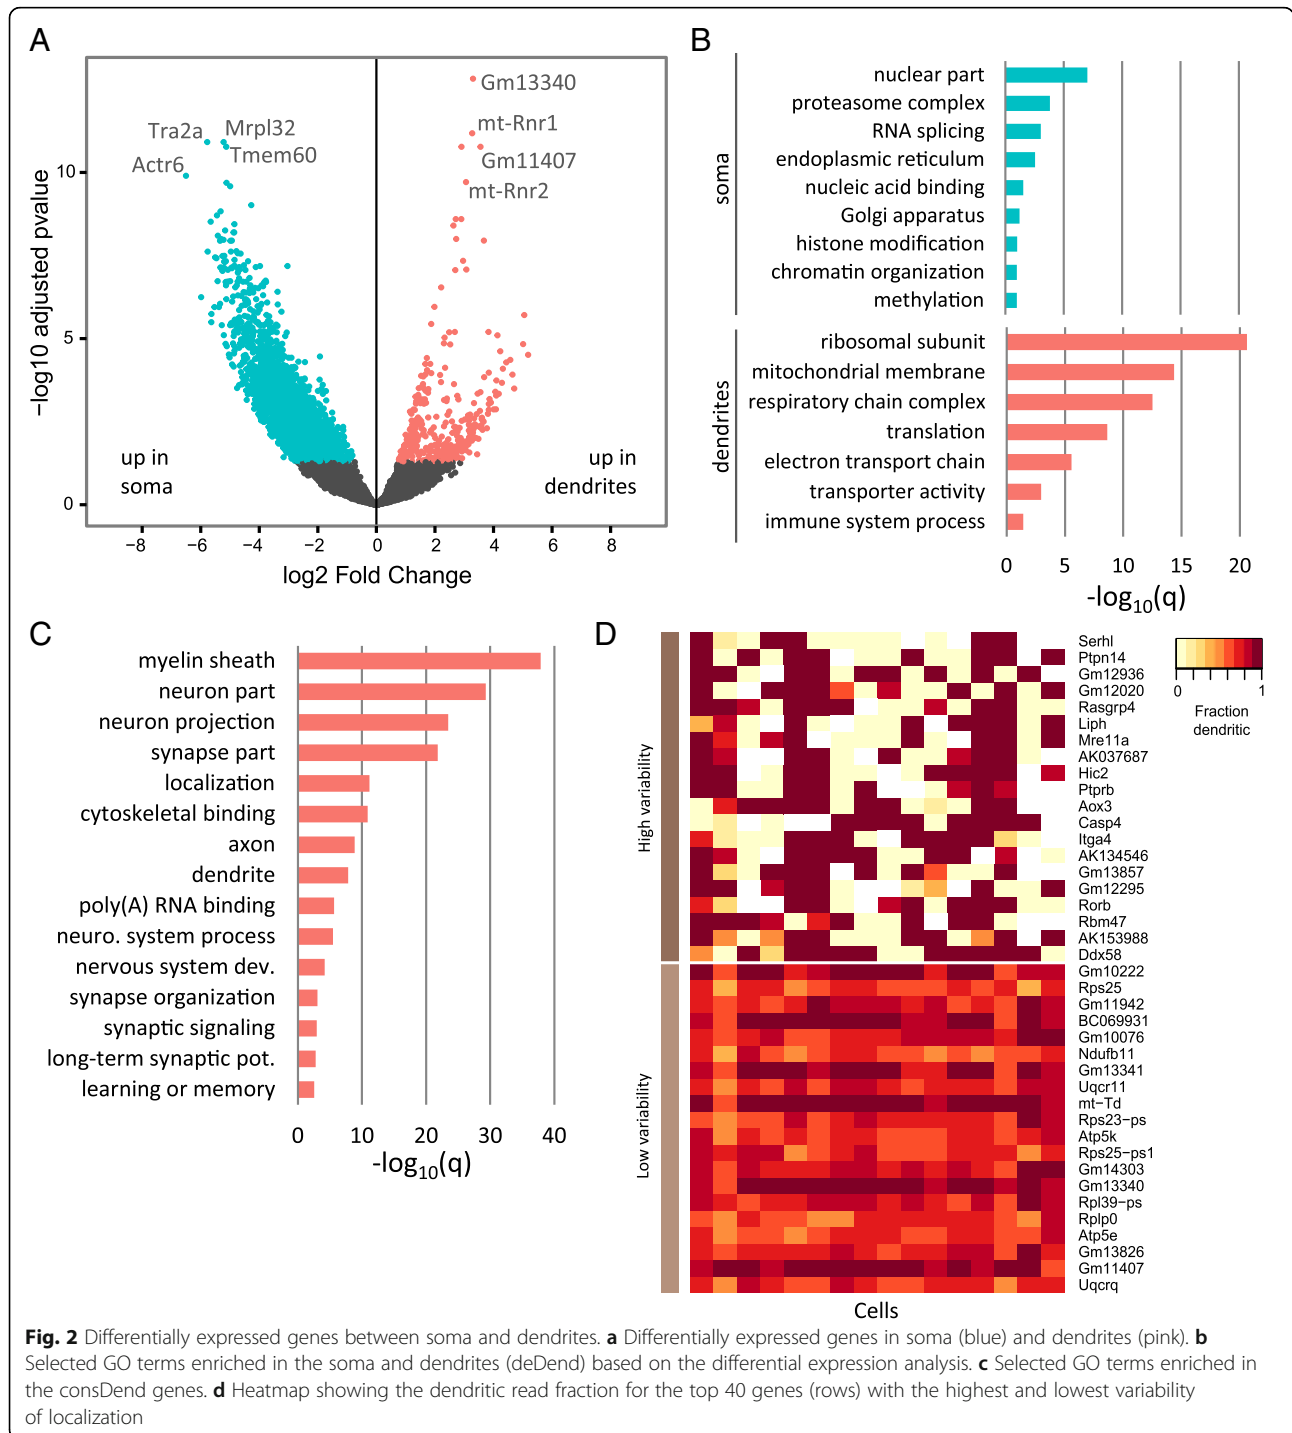 A
Gm13340
mt-Rnr1
Tra2a
Mrpl32
Tmem60
Gm11407
Actr6
mt-Rnr2
10
5
0
−log10 adjusted pvalue
up in
soma
up in
dendrites
−8
−6
−4
−2
0
2
4
6
8
log2 Fold Change
B
soma
nuclear part
proteasome complex
RNA splicing
endoplasmic reticulum
nucleic acid binding
Golgi apparatus
histone modification
chromatin organization
methylation
dendrites
ribosomal subunit
mitochondrial membrane
respiratory chain complex
translation
electron transport chain
transporter activity
immune system process
0
5
10
15
20
-log10(q)
C
myelin sheath
neuron part
neuron projection
synapse part
localization
cytoskeletal binding
axon
dendrite
poly(A) RNA binding
neuro. system process
nervous system dev.
synapse organization
synaptic signaling
long-term synaptic pot.
learning or memory
0
10
20
30
40
-log10(q)
D
High variability
Low variability
Serhl
Ptpn14
Gm12936
Gm12020
Rasgrp4
Liph
Mre11a
AK037687
Hic2
Ptprb
Aox3
Casp4
Itga4
AK134546
Gm13857
Gm12295
Rorb
Rbm47
AK153988
Ddx58
Gm10222
Rps25
Gm11942
BC069931
Gm10076
Ndufb11
Gm13341
Uqcr11
mt−Td
Rps23−ps
Atp5k
Rps25−ps1
Gm14303
Gm13340
Rpl39−ps
Rplp0
Atp5e
Gm13826
Gm11407
Uqcrq
Cells
0
1
Fraction
dendritic
Fig. 2 Differentially expressed genes between soma and dendrites. a Differentially expressed genes in soma (blue) and dendrites (pink). b
Selected GO terms enriched in the soma and dendrites (deDend) based on the differential expression analysis. c Selected GO terms enriched in
the consDend genes. d Heatmap showing the dendritic read fraction for the top 40 genes (rows) with the highest and lowest variability
of localization